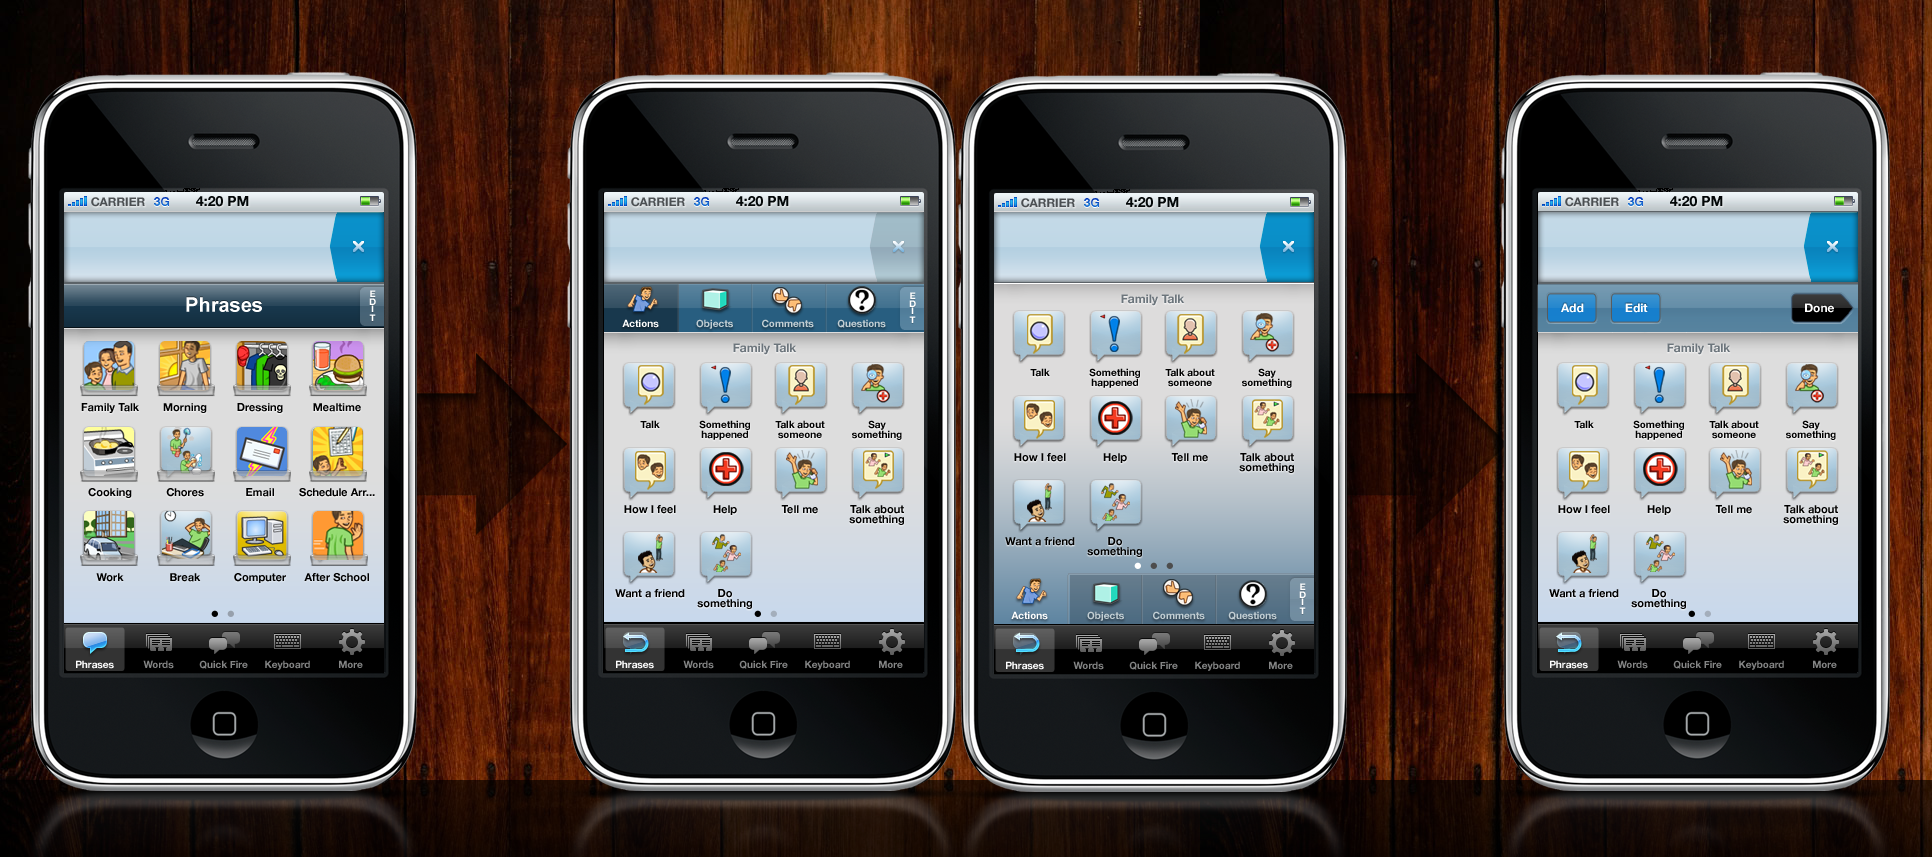 CARRIER 3G 4:20 PM
Phrases
EDIT
Family Talk Morning Dressing Mealtime
Cooking Chores Email Schedule Arr...
Work Break Computer After School
Phrases Words Quick Fire Keyboard More
CARRIER 3G 4:20 PM
Actions Objects Comments Questions EDIT
Family Talk
Talk Something happened Talk about someone Say something
How I feel Help Tell me Talk about something
Want a friend Do something
Phrases Words Quick Fire Keyboard More
CARRIER 3G 4:20 PM
Family Talk
Talk Something happened Talk about someone Say something
How I feel Help Tell me Talk about something
Want a friend Do something
Actions Objects Comments Questions EDIT
Phrases Words Quick Fire Keyboard More
CARRIER 3G 4:20 PM
Add Edit Done
Family Talk
Talk Something happened Talk about someone Say something
How I feel Help Tell me Talk about something
Want a friend Do something
Phrases Words Quick Fire Keyboard More